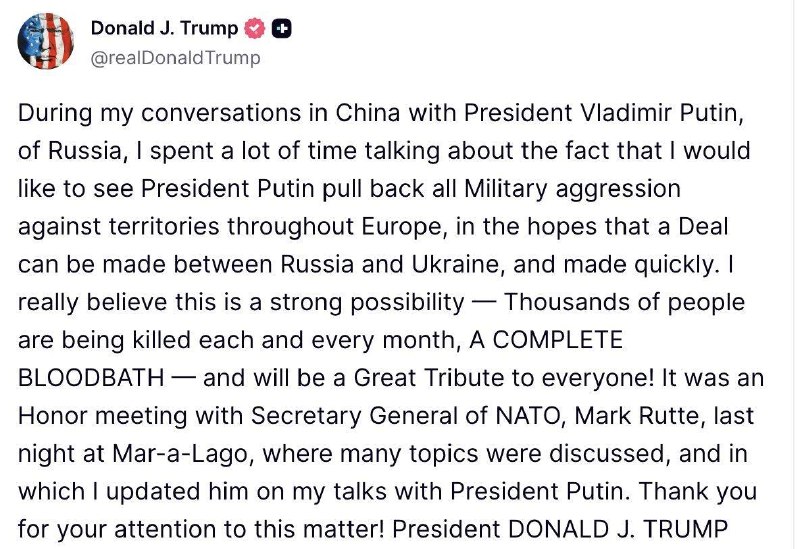 Donald J. Trump
@realDonaldTrump
During my conversations in China with President Vladimir Putin,
of Russia, I spent a lot of time talking about the fact that I would
like to see President Putin pull back all Military aggression
against territories throughout Europe, in the hopes that a Deal
can be made between Russia and Ukraine, and made quickly. I
really believe this is a strong possibility — Thousands of people
are being killed each and every month, A COMPLETE
BLOODBATH — and will be a Great Tribute to everyone! It was an
Honor meeting with Secretary General of NATO, Mark Rutte, last
night at Mar-a-Lago, where many topics were discussed, and in
which I updated him on my talks with President Putin. Thank you
for your attention to this matter! President DONALD J. TRUMP